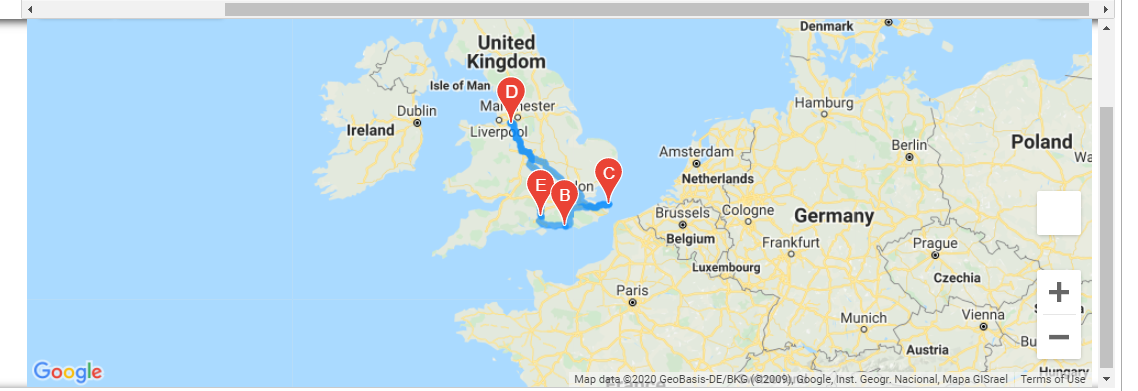 Denmark
United
Kingdom
Isle of Man
D
Manchester
Hamburg
Dublin
Liverpool
Ireland
Poland
Berlin
Amsterdam
Netherlands
C
E
B
Brussels
Cologne
Germany
Belgium
Frankfurt
Prague
Luxembourg
Czechia
Paris
Munich
Vienna
Austria
Hungary
Google
Map data ©2020 GeoBasis-DE/BKG (©2009), Google, Inst. Geogr. Nacional, Mapa GISrael
Terms of Use